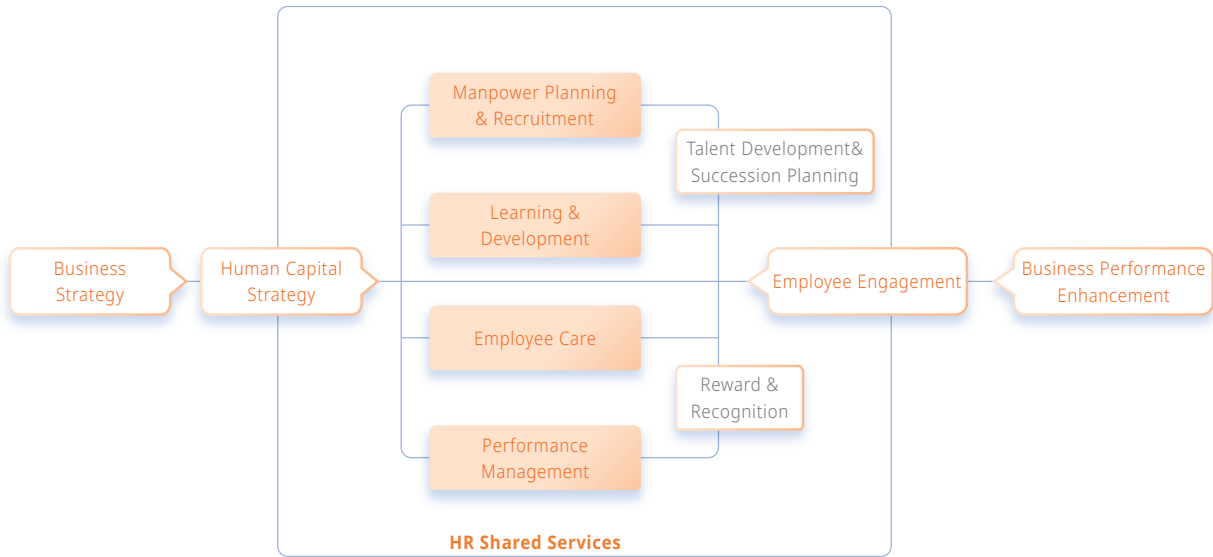 Manpower Planning
& Recruitment
Talent Development&
Succession Planning
Learning &
Development
Business
Strategy
Human Capital
Strategy
Employee Engagement
Business Performance
Enhancement
Employee Care
Reward &
Recognition
Performance
Management
HR Shared Services